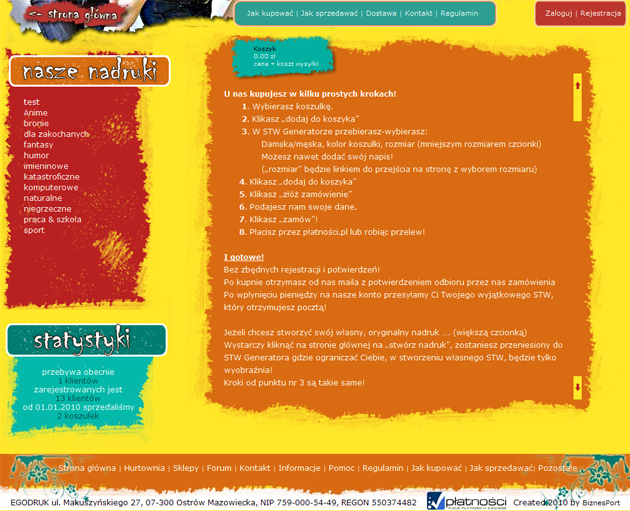 <- strona główna
Jak kupować | Jak sprzedawać | Dostawa | Kontakt | Regulamin
Zaloguj | Rejestracja
Koszyk
0.00 zł
cena + koszt wysyłki
nasze nadruki
test
Anime
bronie
dla zakochanych
fantasy
humor
imieninowe
katastroficzne
komputerowe
naturalne
niegrzeczne
praca & szkoła
sport
statystyki
przebywa obecnie
1 klientów
zarejestrowanych jest
13 klientów
od 01.01.2010 sprzedaliśmy
2 koszulek
U nas kupujesz w kilku prostych krokach!
1. Wybierasz koszulkę.
2. Klikasz „dodaj do koszyka”
3. W STW Generatorze przebierasz-wybierasz:
Damska/męska, kolor koszulki, rozmiar (mniejszym rozmiarem czcionki)
Możesz nawet dodać swój napis!
(„rozmiar” będzie linkiem do przejścia na stronę z wyborem rozmiaru)
4. Klikasz „dodaj do koszyka”
5. Klikasz „złóż zamówienie”
6. Podajesz nam swoje dane.
7. Klikasz „zamów”!
8. Płacisz przez płatności.pl lub robiąc przelew!
I gotowe!
Bez zbędnych rejestracji i potwierdzeń!
Po kupnie otrzymasz od nas maila z potwierdzeniem odbioru przez nas zamówienia
Po wpłynięciu pieniędzy na nasze konto przesyłamy Ci Twojego wyjątkowego STW,
który otrzymujesz pocztą!
Jeżeli chcesz stworzyć swój własny, oryginalny nadruk …. (większą czcionką)
Wystarczy kliknąć na stronie głównej na „stwórz nadruk”, zostaniesz przeniesiony do
STW Generatora gdzie ograniczać Ciebie, w stworzeniu własnego STW, będzie tylko
wyobraźnia!
Kroki od punktu nr 3 są takie same!
Strona główna | Hurtownia | Sklepy | Forum | Kontakt | Informacje | Pomoc | Regulamin | Jak kupować | Jak sprzedawać | Pozostałe
EGODRUK ul. Makuszyńskiego 27, 07-300 Ostrów Mazowiecka, NIP 759-000-54-49, REGON 550374482
płatności
Created 2010 by BiznesPort